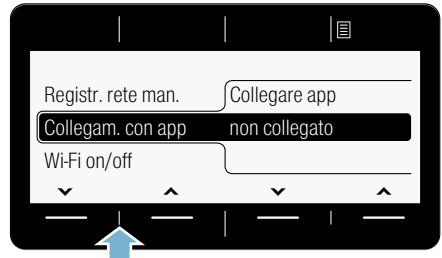 Registr. rete man.
Collegare app
Collegam. con app
non collegato
Wi-Fi on/off